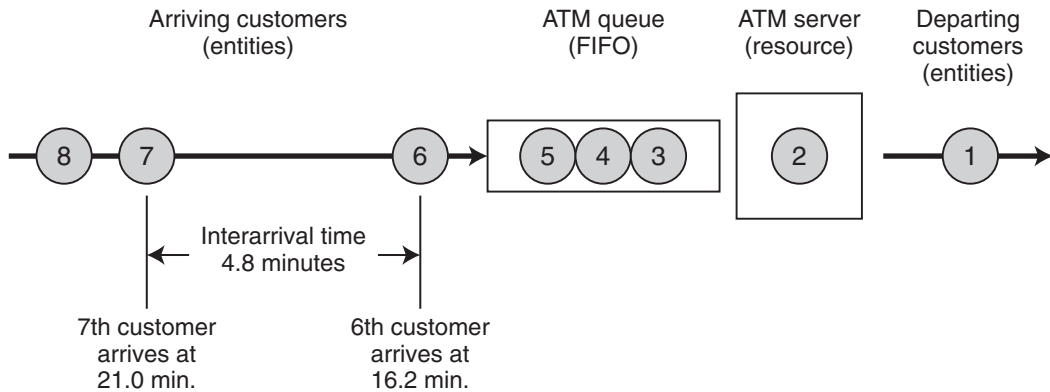 Arriving customers
(entities)
ATM queue
(FIFO)
ATM server
(resource)
Departing
customers
(entities)
8
7
6
5
4
3
2
1
Interarrival time
4.8 minutes
7th customer
arrives at
21.0 min.
6th customer
arrives at
16.2 min.